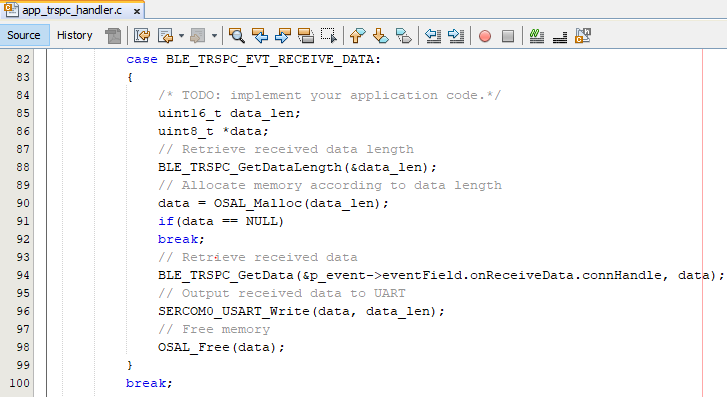 app_trspc_handler.c x
Source History
82 case BLE_TRSPC_EVT_RECEIVE_DATA:
83 {
84 /* TODO: implement your application code.*/
85 uint16_t data_len;
86 uint8_t *data;
87 // Retrieve received data length
88 BLE_TRSPC_GetDataLength(&data_len);
89 // Allocate memory according to data length
90 data = OSAL_Malloc(data_len);
91 if(data == NULL)
92 break;
93 // Retrieve received data
94 BLE_TRSPC_GetData(&p_event->eventField.onReceiveData.connHandle, data);
95 // Output received data to UART
96 SERCOM0_USART_Write(data, data_len);
97 // Free memory
98 OSAL_Free(data);
99 }
100 break;